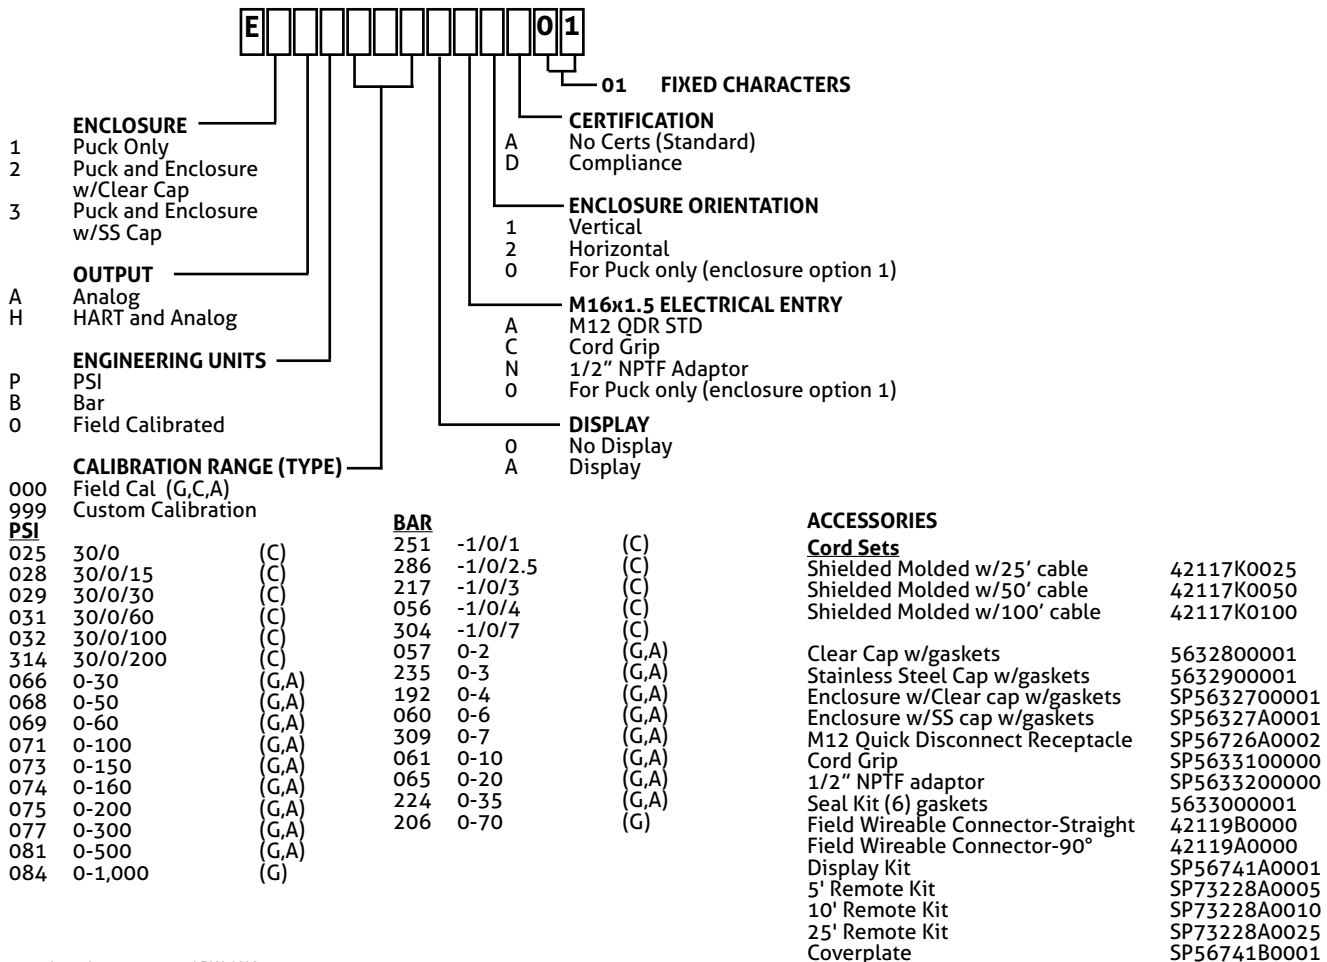 E 0 1
01 FIXED CHARACTERS
ENCLOSURE
1 Puck Only
2 Puck and Enclosure
w/Clear Cap
3 Puck and Enclosure
w/SS Cap
OUTPUT
A Analog
H HART and Analog
ENGINEERING UNITS
P PSI
B Bar
0 Field Calibrated
CALIBRATION RANGE (TYPE)
000 Field Cal (G,C,A)
999 Custom Calibration
PSI
025 30/0 (C)
028 30/0/15 (C)
029 30/0/30 (C)
031 30/0/60 (C)
032 30/0/100 (C)
314 30/0/200 (C)
066 0-30 (G,A)
068 0-50 (G,A)
069 0-60 (G,A)
071 0-100 (G,A)
073 0-150 (G,A)
074 0-160 (G,A)
075 0-200 (G,A)
077 0-300 (G,A)
081 0-500 (G,A)
084 0-1,000 (G)
BAR
251 -1/0/1 (C)
286 -1/0/2.5 (C)
217 -1/0/3 (C)
056 -1/0/4 (C)
304 -1/0/7 (C)
057 0-2 (G,A)
235 0-3 (G,A)
192 0-4 (G,A)
060 0-6 (G,A)
309 0-7 (G,A)
061 0-10 (G,A)
065 0-20 (G,A)
224 0-35 (G,A)
206 0-70 (G)
CERTIFICATION
A No Certs (Standard)
D Compliance
ENCLOSURE ORIENTATION
1 Vertical
2 Horizontal
0 For Puck only (enclosure option 1)
M16x1.5 ELECTRICAL ENTRY
A M12 QDR STD
C Cord Grip
N 1/2” NPTF Adaptor
0 For Puck only (enclosure option 1)
DISPLAY
0 No Display
A Display
ACCESSORIES
Cord Sets
Shielded Molded w/25’ cable 42117K0025
Shielded Molded w/50’ cable 42117K0050
Shielded Molded w/100’ cable 42117K0100
Clear Cap w/gaskets 5632800001
Stainless Steel Cap w/gaskets 5632900001
Enclosure w/Clear cap w/gaskets SP5632700001
Enclosure w/SS cap w/gaskets SP56327A0001
M12 Quick Disconnect Receptacle SP56726A0002
Cord Grip SP5633100000
1/2” NPTF adaptor SP5633200000
Seal Kit (6) gaskets 5633000001
Field Wireable Connector-Straight 42119B0000
Field Wireable Connector-90° 42119A0000
Display Kit SP56741A0001
5' Remote Kit SP73228A0005
10' Remote Kit SP73228A0010
25' Remote Kit SP73228A0025
Coverplate SP56741B0001